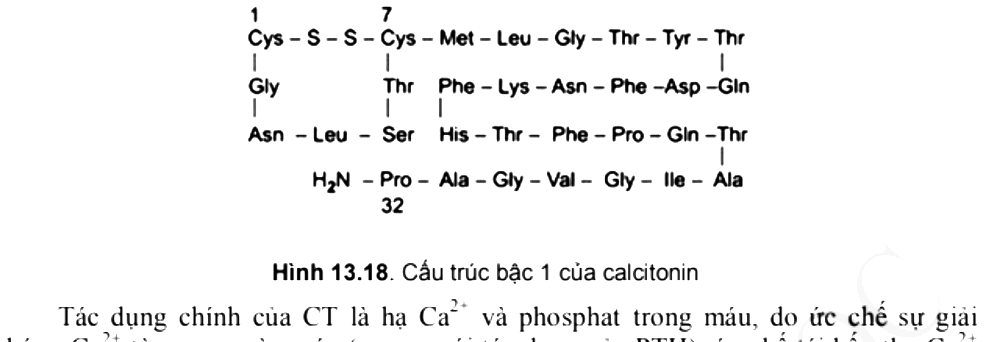 1 7
Cys – S – S – Cys – Met – Leu – Gly – Thr – Tyr – Thr
Gly Thr Phe – Lys – Asn – Phe –Asp –Gln
Asn – Leu – Ser His – Thr – Phe – Pro – Gln –Thr
H₂N – Pro – Ala – Gly – Val – Gly – Ile – Ala
32
Hình 13.18. Cấu trúc bậc 1 của calcitonin
Tác dụng chính của CT là hạ Ca²⁺ và phosphat trong máu, do ức chế sự giải